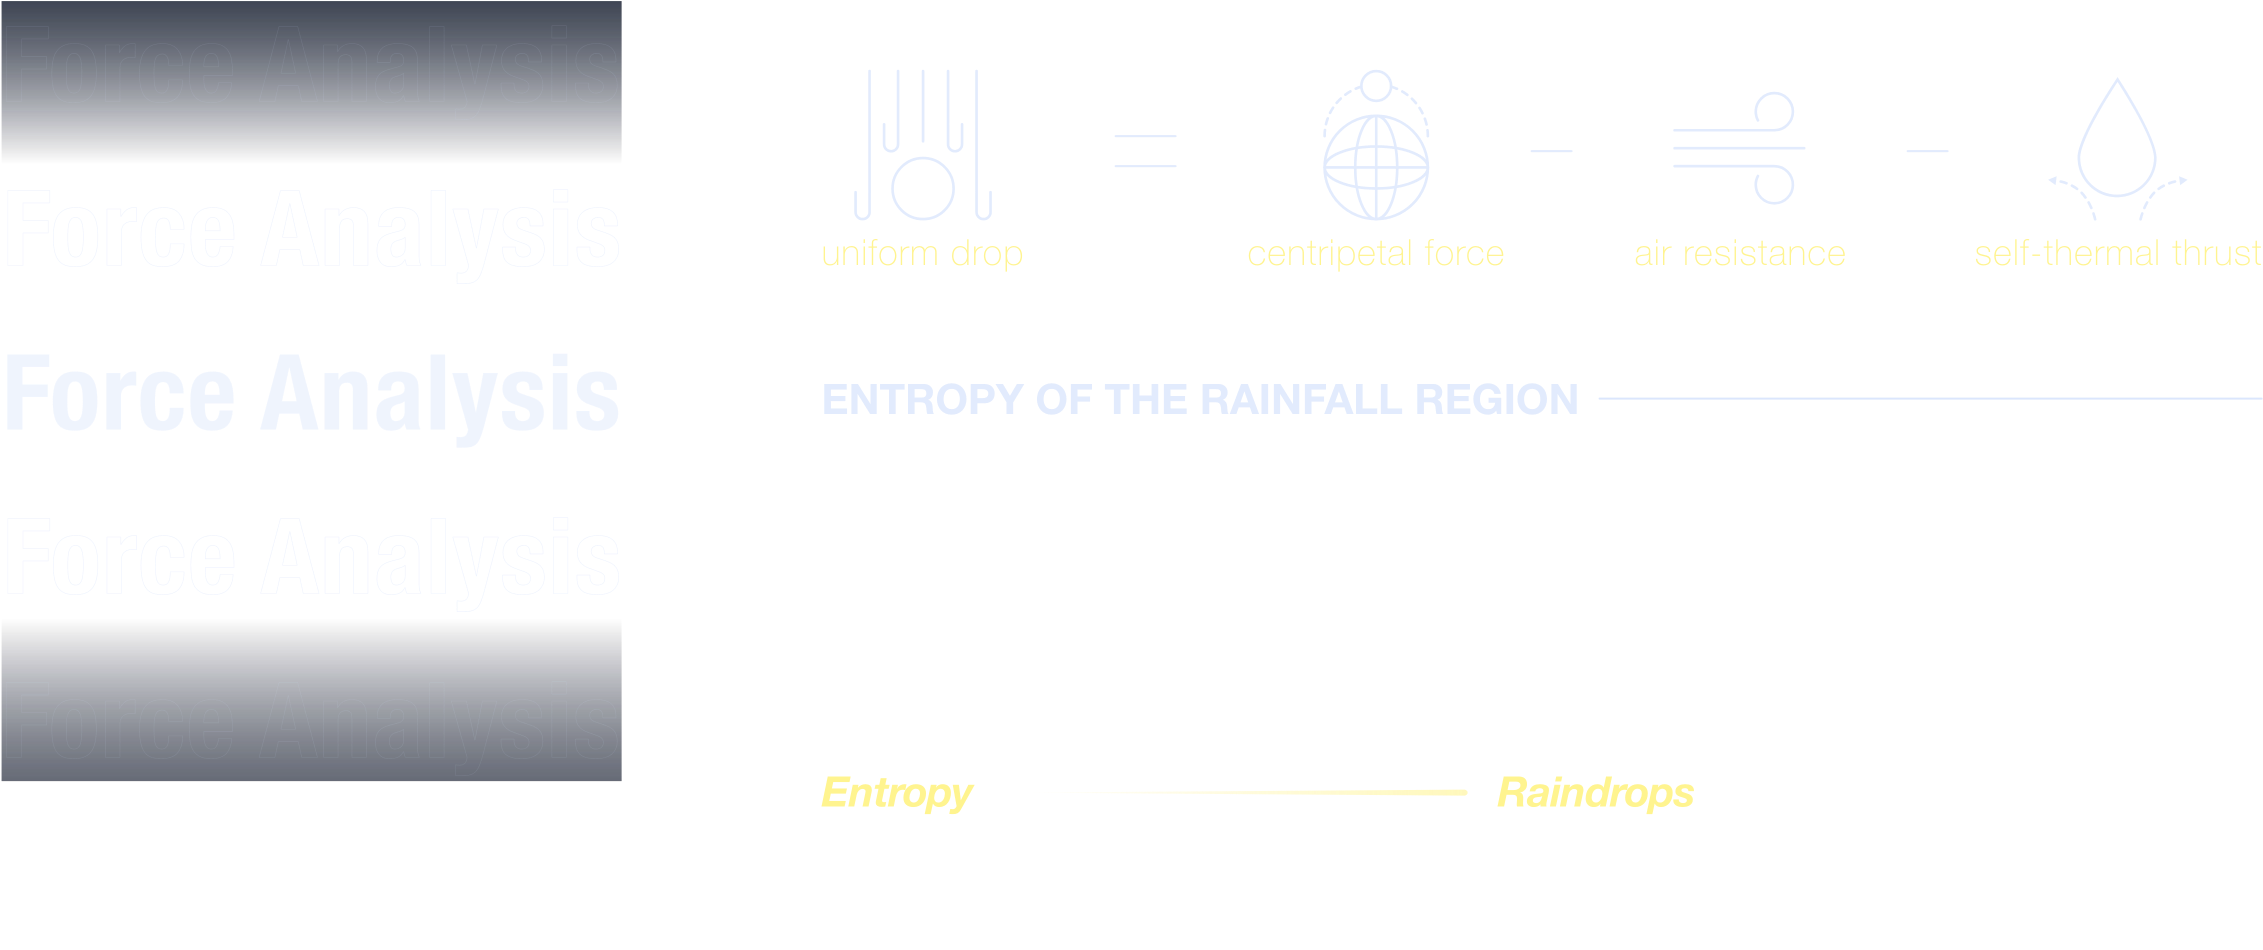 Force Analysis
Force Analysis
Force Analysis
Force Analysis
Force Analysis
uniform drop = centripetal force - air resistance - self-thermal thrust
ENTROPY OF THE RAINFALL REGION
Entropy Raindrops